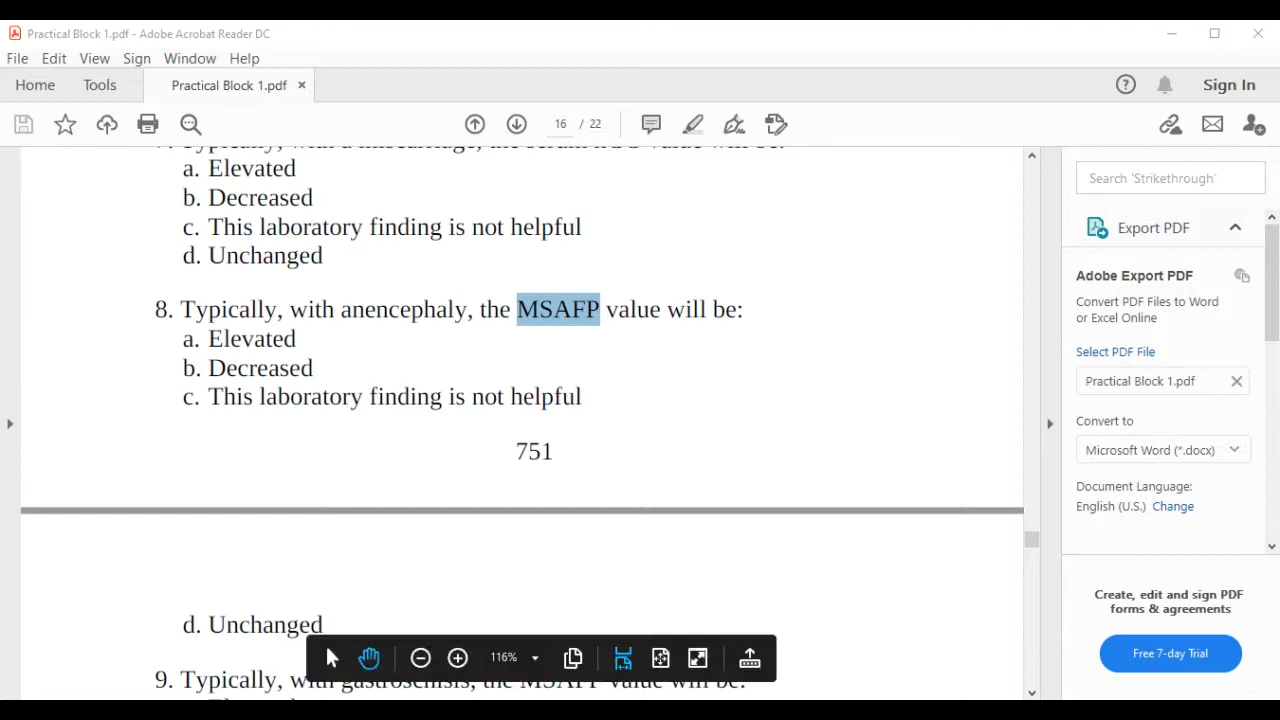 Practical Block 1.pdf - Adobe Acrobat Reader DC
File Edit View Sign Window Help
Home Tools Practical Block 1.pdf × Sign In
16 / 22
a. Elevated
b. Decreased
c. This laboratory finding is not helpful
d. Unchanged
8. Typically, with anencephaly, the MSAFP value will be:
a. Elevated
b. Decreased
c. This laboratory finding is not helpful
751
d. Unchanged
9. Typically, with gastroschisis, the MSAFP value will be:
116%
Search 'Strikethrough'
Export PDF
Adobe Export PDF
Convert PDF Files to Word
or Excel Online
Select PDF File
Practical Block 1.pdf
Convert to
Microsoft Word (*.docx)
Document Language:
English (U.S.) Change
Create, edit and sign PDF
forms & agreements
Free 7-day Trial